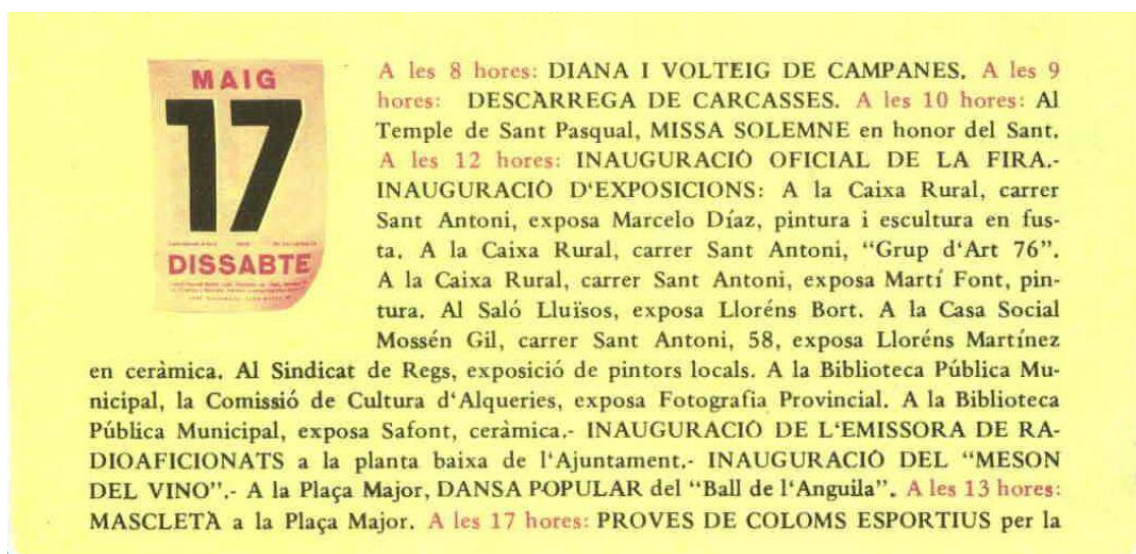 MAIG
17
DISSABTE
A les 8 hores: DIANA I VOLTEIG DE CAMPANES. A les 9
hores: DESCÀRREGA DE CARCASSES. A les 10 hores: Al
Temple de Sant Pasqual, MISSA SOLEMNE en honor del Sant.
A les 12 hores: INAUGURACIÓ OFICIAL DE LA FIRA.-
INAUGURACIÓ D'EXPOSICIONS: A la Caixa Rural, carrer
Sant Antoni, exposa Marcelo Díaz, pintura i escultura en fus-
ta. A la Caixa Rural, carrer Sant Antoni, “Grup d'Art 76”.
A la Caixa Rural, carrer Sant Antoni, exposa Martí Font, pin-
tura. Al Saló Lluïsos, exposa Lloréns Bort. A la Casa Social
Mossén Gil, carrer Sant Antoni, 58, exposa Lloréns Martínez
en ceràmica. Al Sindicat de Regs, exposició de pintors locals. A la Biblioteca Pública Mu-
nicipal, la Comissió de Cultura d'Alqueries, exposa Fotografia Provincial. A la Biblioteca
Pública Municipal, exposa Safont, ceràmica.- INAUGURACIÓ DE L'EMISSORA DE RA-
DIOAFICIONATS a la planta baixa de l'Ajuntament.- INAUGURACIÓ DEL “MESON
DEL VINO”.- A la Plaça Major, DANSA POPULAR del “Ball de l'Anguila”. A les 13 hores:
MASCLETÀ a la Plaça Major. A les 17 hores: PROVES DE COLOMS ESPORTIUS per la